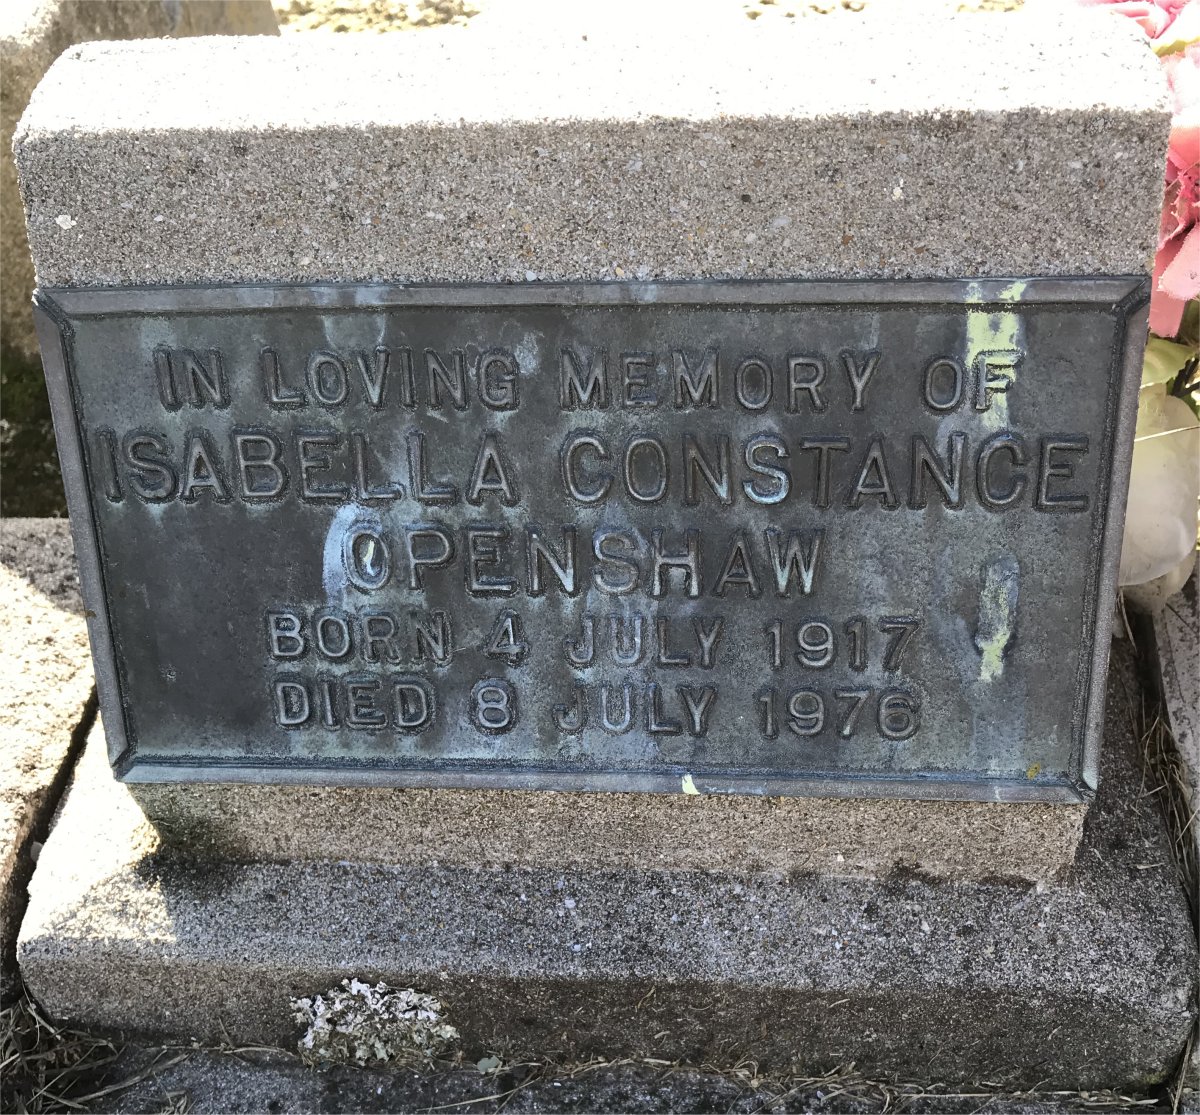 IN LOVING MEMORY OF
ISABELLA CONSTANCE
OPENSHAW
BORN 4 JULY 1917
DIED 8 JULY 1976